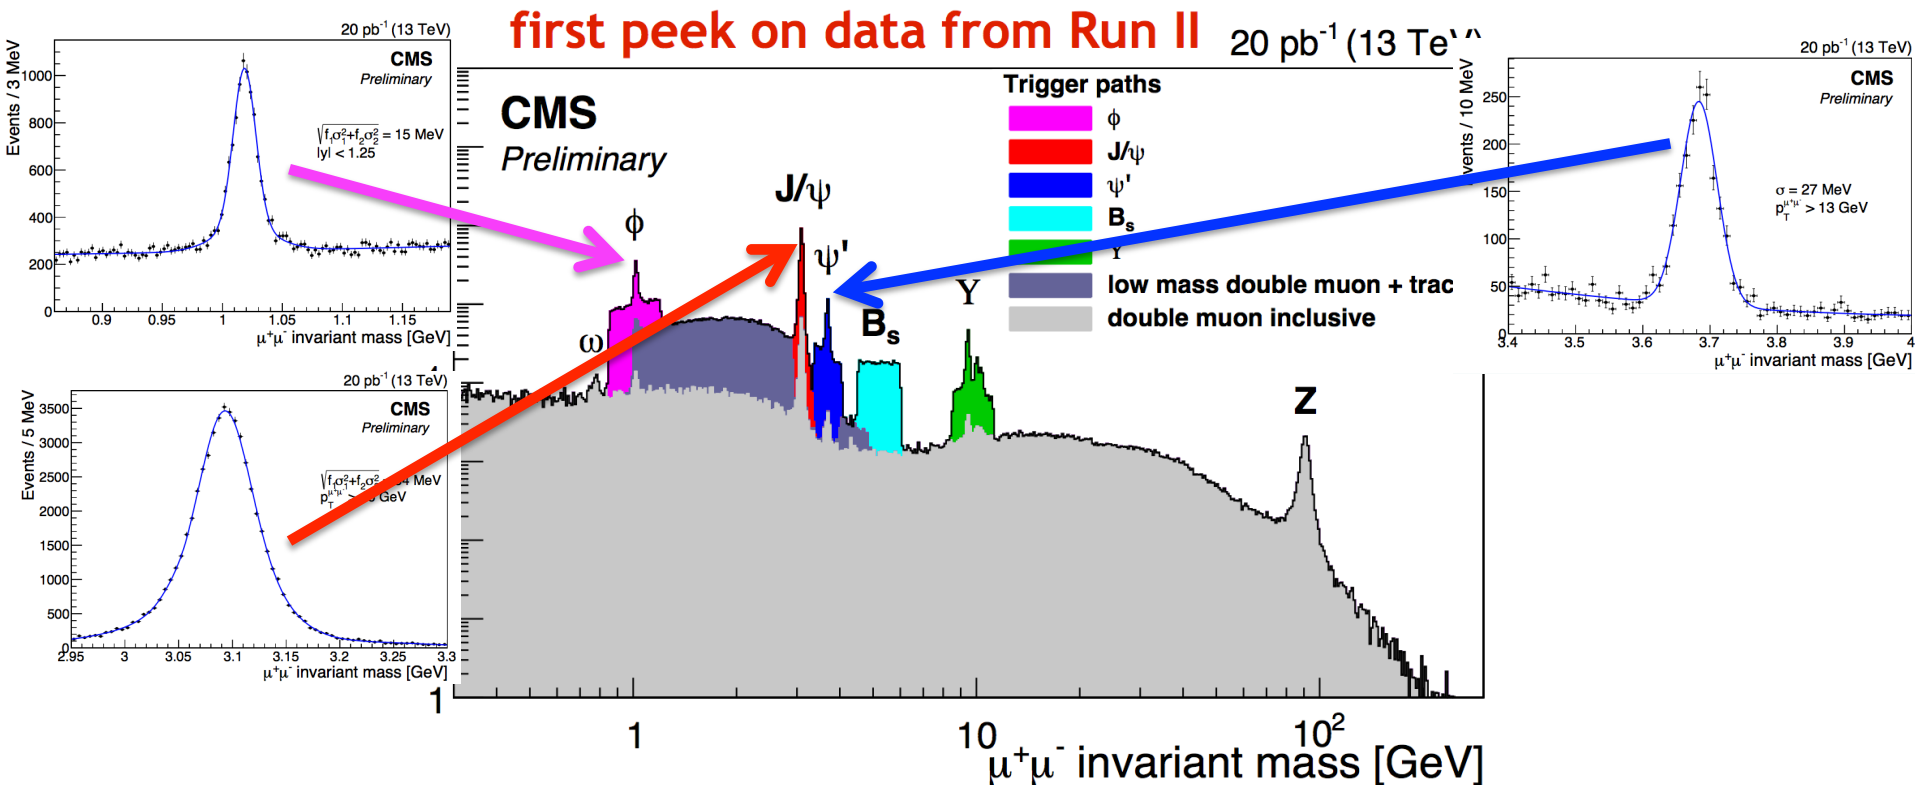 first peek on data from Run II
20 pb⁻¹ (13 TeV)
CMS
Preliminary
Trigger paths
φ
J/ψ
ψ'
Bₛ
Υ
low mass double muon + trac
double muon inclusive
ω
φ
J/ψ
ψ'
Bₛ
Υ
Z
1
1
10
10²
μ⁺μ⁻ invariant mass [GeV]
20 pb⁻¹ (13 TeV)
CMS
Preliminary
√f₁σ₁²+f₂σ₂² = 15 MeV
|y| < 1.25
Events / 3 MeV
1000
800
600
400
200
0
0.9
0.95
1
1.05
1.1
1.15
μ⁺μ⁻ invariant mass [GeV]
20 pb⁻¹ (13 TeV)
CMS
Preliminary
√f₁σ₁²+f₂σ₂² 4 MeV
p_T^μ⁺μ⁻ > GeV
Events / 5 MeV
3500
3000
2500
2000
1500
1000
500
0
2.95
3
3.05
3.1
3.15
3.2
3.25
3.3
μ⁺μ⁻ invariant mass [GeV]
20 pb⁻¹ (13 TeV)
CMS
Preliminary
σ = 27 MeV
p_T^μ⁺μ⁻ > 13 GeV
vents / 10 MeV
250
200
150
100
50
0
3.4
3.5
3.6
3.7
3.8
3.9
4
μ⁺μ⁻ invariant mass [GeV]